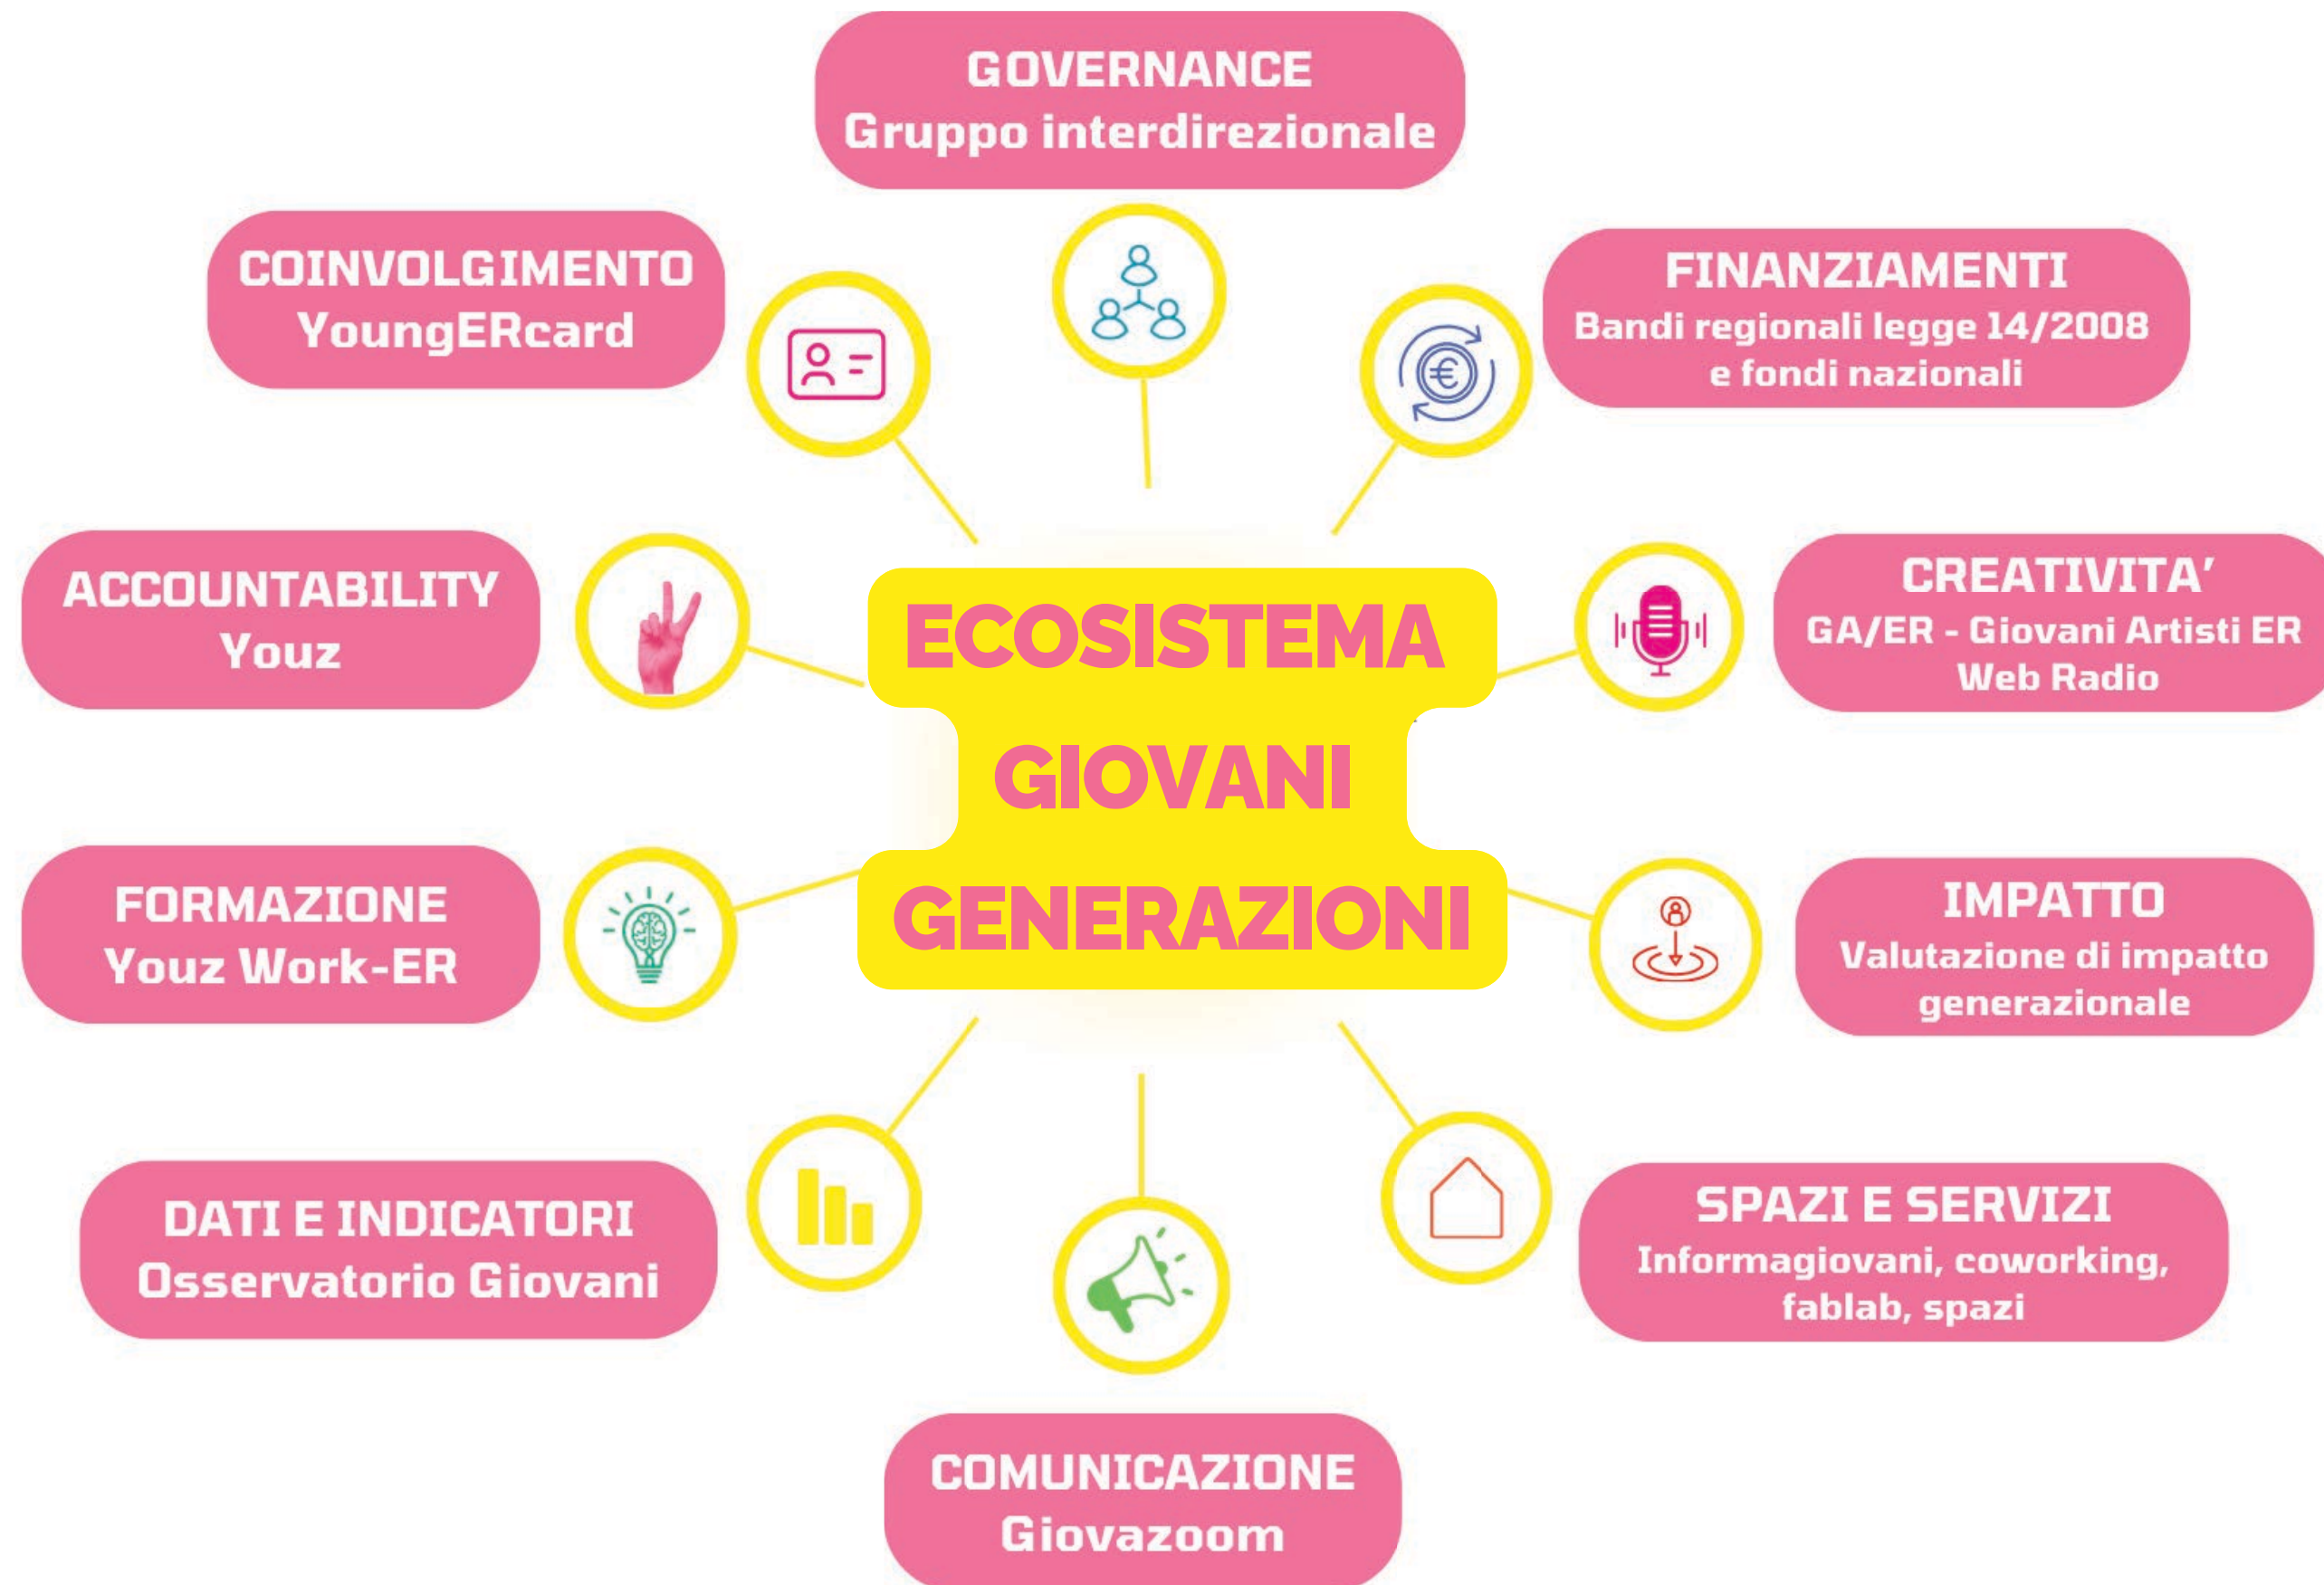 GOVERNANCE
Gruppo interdirezionale
COINVOLGIMENTO
YoungERcard
FINANZIAMENTI
Bandi regionali legge 14/2008
e fondi nazionali
ACCOUNTABILITY
Youz
ECOSISTEMA
GIOVANI
GENERAZIONI
CREATIVITA’
GA/ER - Giovani Artisti ER
Web Radio
FORMAZIONE
Youz Work-ER
IMPATTO
Valutazione di impatto
generazionale
DATI E INDICATORI
Osservatorio Giovani
SPAZI E SERVIZI
Informagiovani, coworking,
fablab, spazi
COMUNICAZIONE
Giovazoom